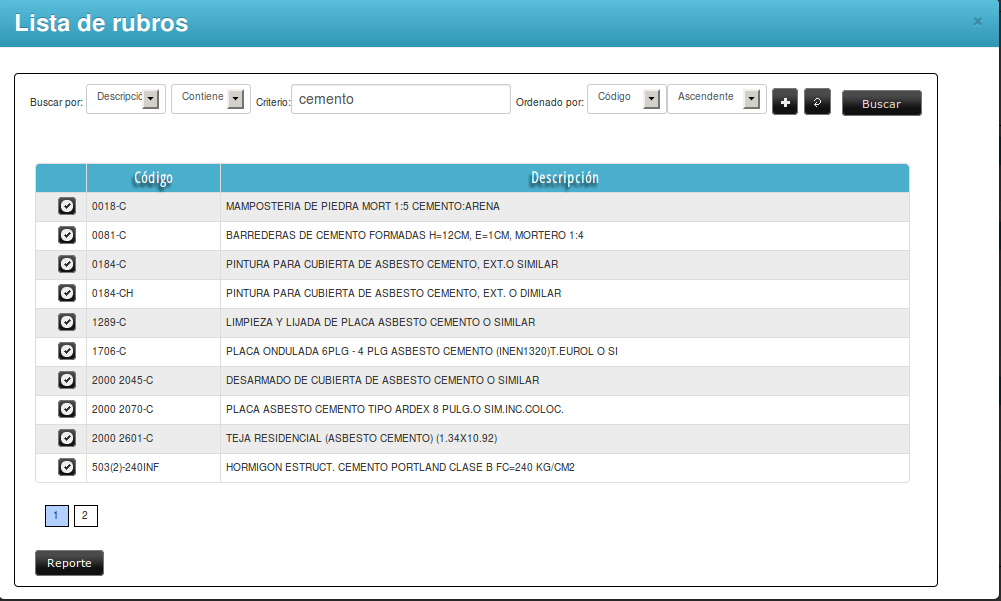 Lista de rubros ×
Buscar por: Descripció Contiene Criterio: cemento Ordenado por: Código Ascendente Buscar
Código Descripción
0018-C MAMPOSTERIA DE PIEDRA MORT 1:5 CEMENTO:ARENA
0081-C BARREDERAS DE CEMENTO FORMADAS H=12CM, E=1CM, MORTERO 1:4
0184-C PINTURA PARA CUBIERTA DE ASBESTO CEMENTO, EXT.O SIMILAR
0184-CH PINTURA PARA CUBIERTA DE ASBESTO CEMENTO, EXT. O DIMILAR
1289-C LIMPIEZA Y LIJADA DE PLACA ASBESTO CEMENTO O SIMILAR
1706-C PLACA ONDULADA 6PLG - 4 PLG ASBESTO CEMENTO (INEN1320)T.EUROL O SI
2000 2045-C DESARMADO DE CUBIERTA DE ASBESTO CEMENTO O SIMILAR
2000 2070-C PLACA ASBESTO CEMENTO TIPO ARDEX 8 PULG.O SIM.INC.COLOC.
2000 2601-C TEJA RESIDENCIAL (ASBESTO CEMENTO) (1.34X10.92)
503(2)-240INF HORMIGON ESTRUCT. CEMENTO PORTLAND CLASE B FC=240 KG/CM2
1 2
Reporte